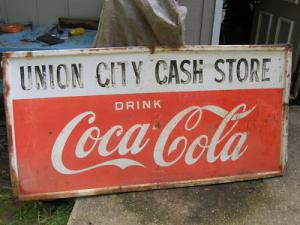 UNION CITY CASH STORE
DRINK
Coca-Cola